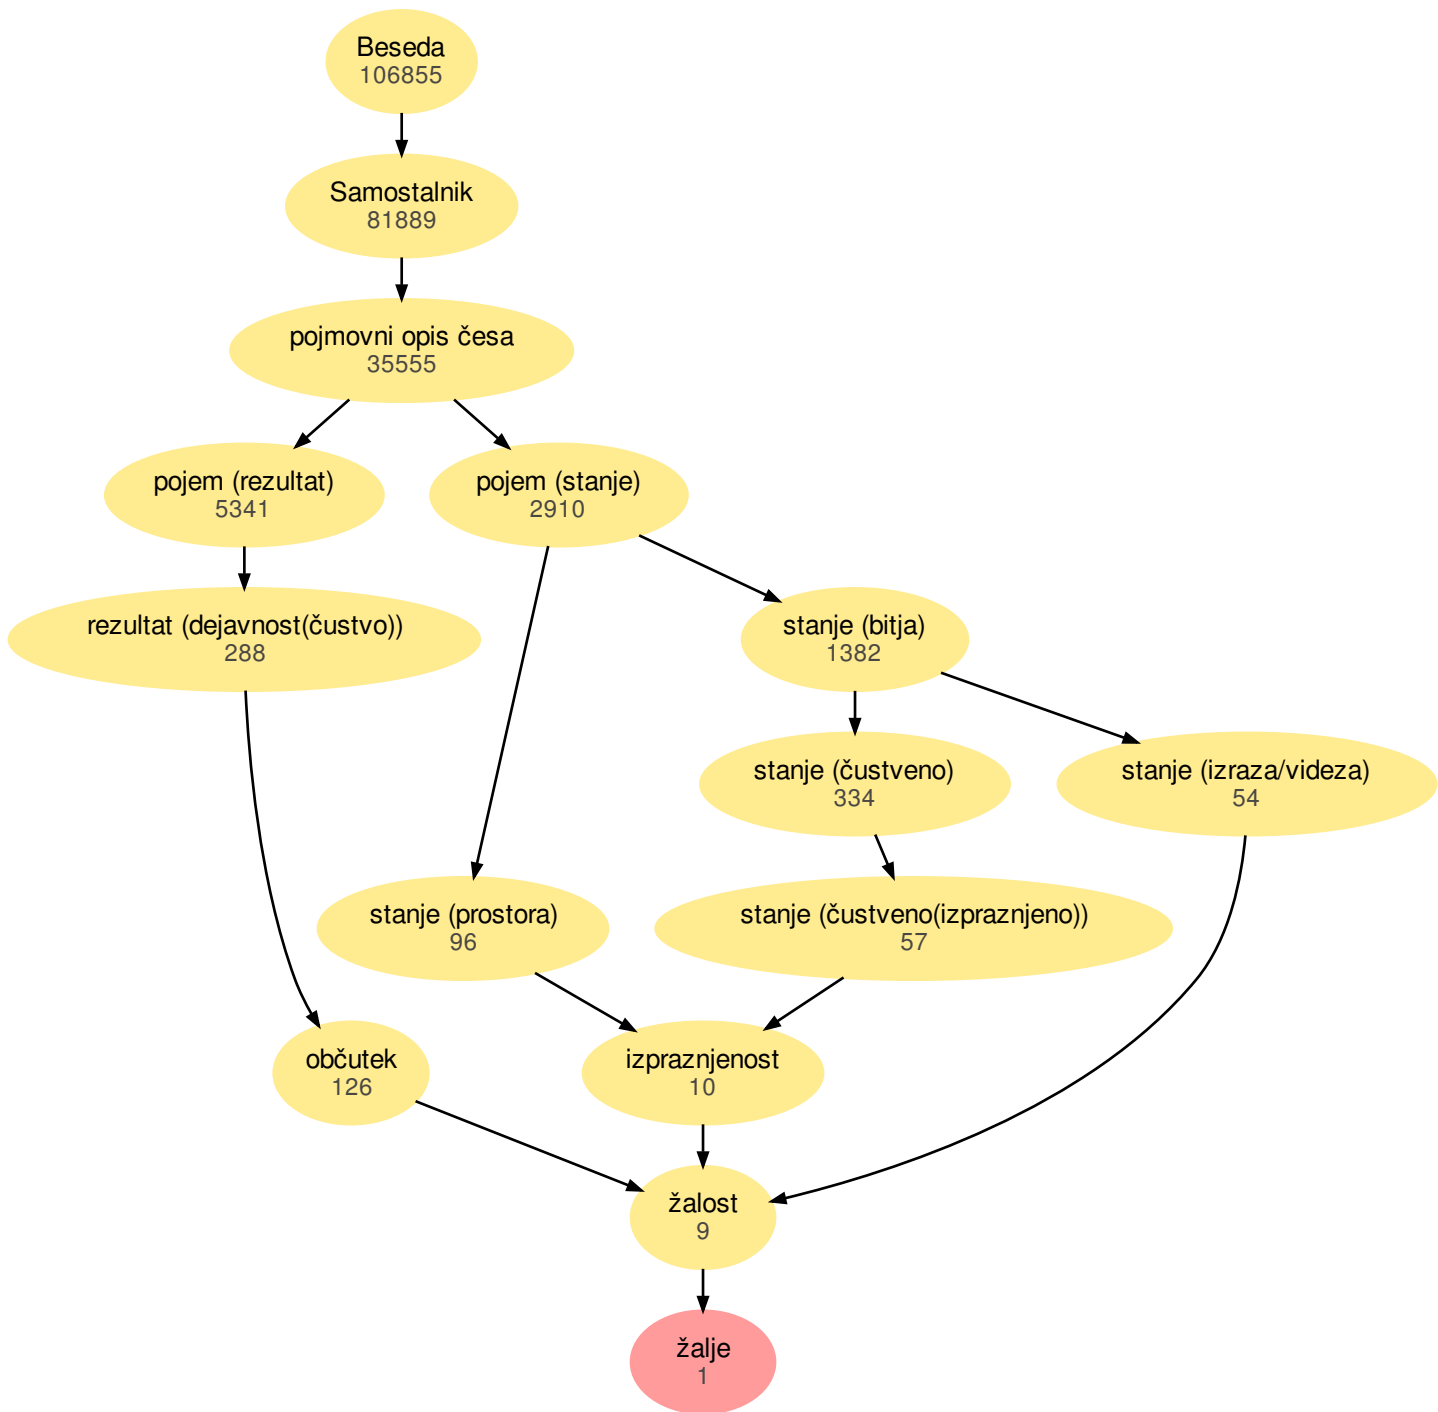 Beseda
106855
Samostalnik
81889
pojmovni opis česa
35555
pojem (rezultat)
5341
pojem (stanje)
2910
rezultat (dejavnost(čustvo))
288
stanje (bitja)
1382
stanje (čustveno)
334
stanje (izraza/videza)
54
stanje (prostora)
96
stanje (čustveno(izpraznjeno))
57
občutek
126
izpraznjenost
10
žalost
9
žalje
1